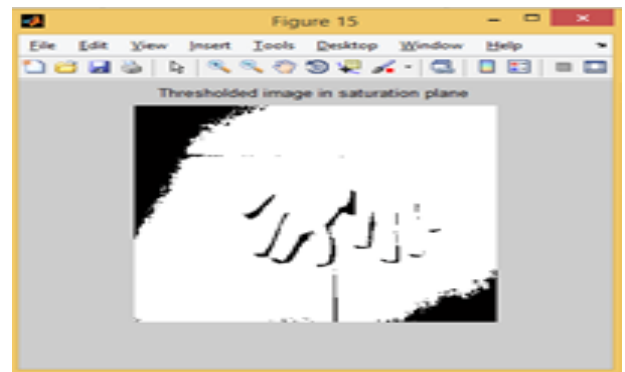 Figure 15
File Edit View Insert Tools Desktop Window Help
Thresholded image in saturation plane